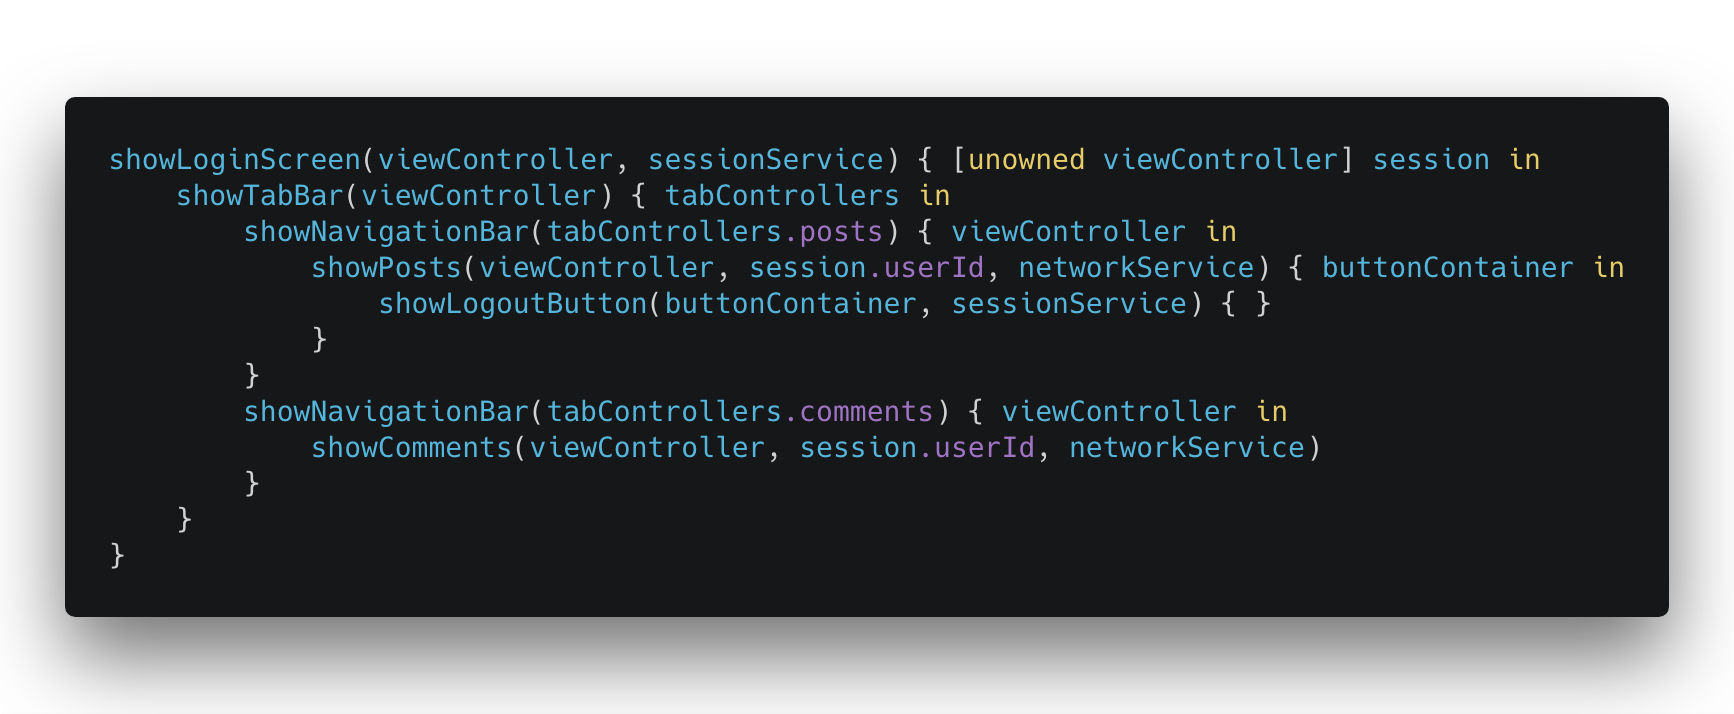 showLoginScreen(viewController, sessionService) { [unowned viewController] session in
    showTabBar(viewController) { tabControllers in
        showNavigationBar(tabControllers.posts) { viewController in
            showPosts(viewController, session.userId, networkService) { buttonContainer in
                showLogoutButton(buttonContainer, sessionService) { }
            }
        }
        showNavigationBar(tabControllers.comments) { viewController in
            showComments(viewController, session.userId, networkService)
        }
    }
}